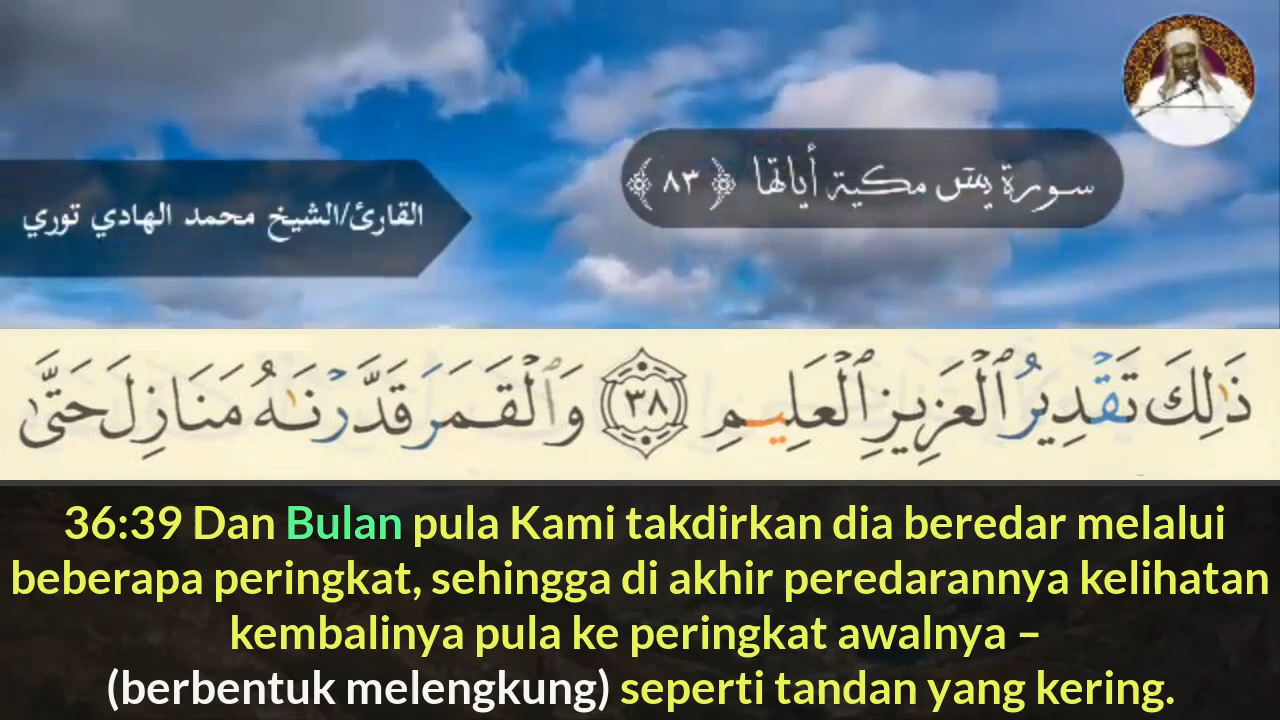 سورة يس مكية أياتها ﴿٨٣﴾
القارئ/الشيخ محمد الهادي توري
ذَٰلِكَ تَقْدِيرُ ٱلْعَزِيزِ ٱلْعَلِيمِ ٣٨ وَٱلْقَمَرَ قَدَّرْنَٰهُ مَنَازِلَ حَتَّىٰ
36:39 Dan Bulan pula Kami takdirkan dia beredar melalui
beberapa peringkat, sehingga di akhir peredarannya kelihatan
kembalinya pula ke peringkat awalnya –
(berbentuk melengkung) seperti tandan yang kering.